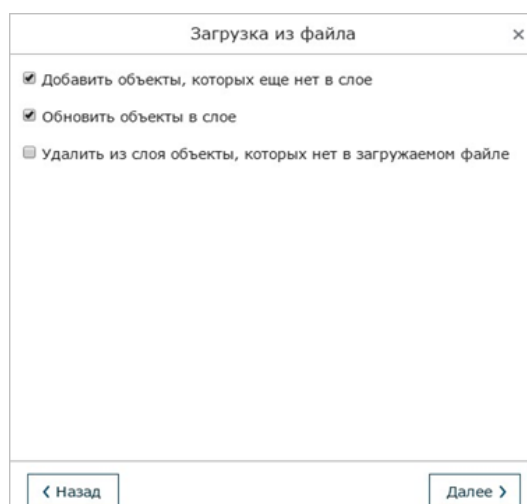 Загрузка из файла
Добавить объекты, которых еще нет в слое
Обновить объекты в слое
Удалить из слоя объекты, которых нет в загружаемом файле
Назад
Далее